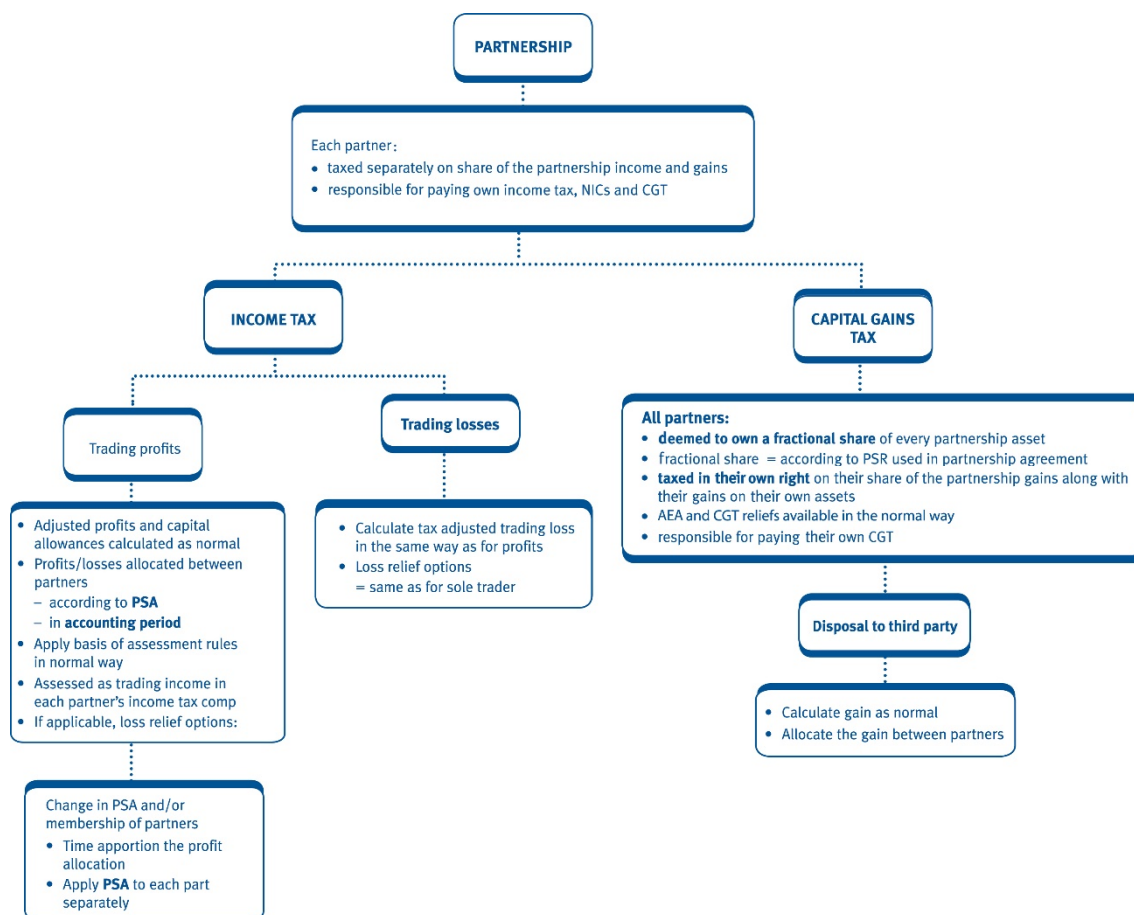 PARTNERSHIP
Each partner:
• taxed separately on share of the partnership income and gains
• responsible for paying own income tax, NICs and CGT
INCOME TAX
CAPITAL GAINS
TAX
Trading profits
Trading losses
All partners:
• deemed to own a fractional share of every partnership asset
• fractional share = according to PSR used in partnership agreement
• taxed in their own right on their share of the partnership gains along with
their gains on their own assets
• AEA and CGT reliefs available in the normal way
• responsible for paying their own CGT
• Adjusted profits and capital
allowances calculated as normal
• Profits/losses allocated between
partners
– according to PSA
– in accounting period
• Apply basis of assessment rules
in normal way
• Assessed as trading income in
each partner's income tax comp
• If applicable, loss relief options:
• Calculate tax adjusted trading loss
in the same way as for profits
• Loss relief options
= same as for sole trader
Disposal to third party
• Calculate gain as normal
• Allocate the gain between partners
Change in PSA and/or
membership of partners
• Time apportion the profit
allocation
• Apply PSA to each part
separately